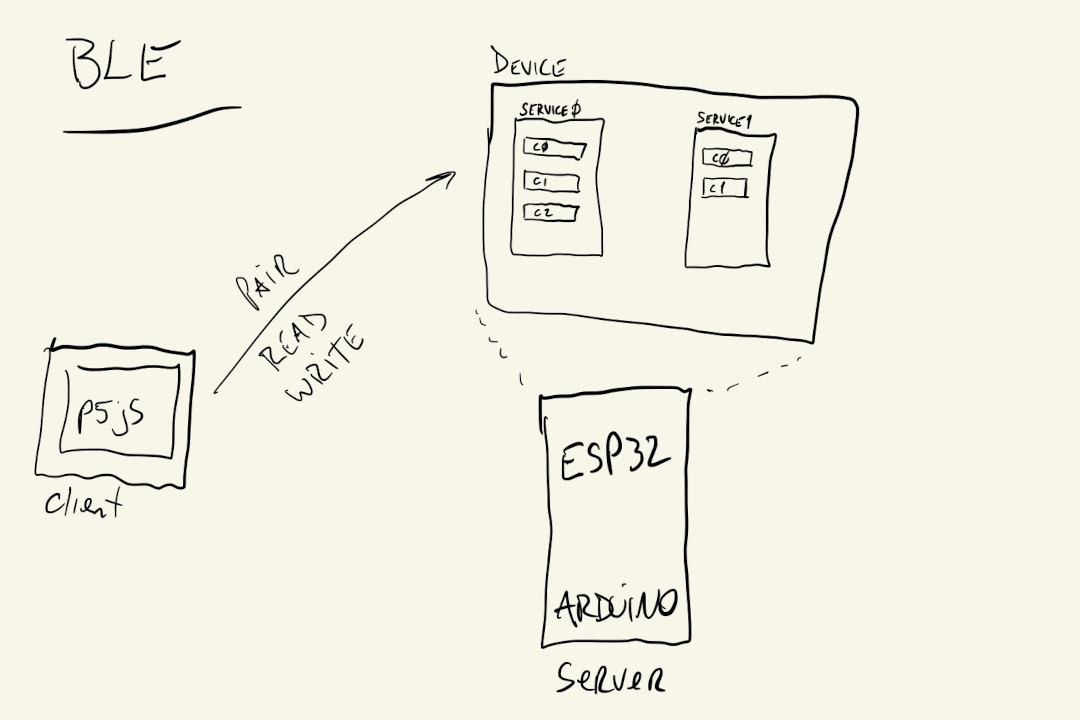 BLE
DEVICE
SERVICE0
C0
C1
C2
SERVICE1
C0
C1
PAIR
READ
WRITE
P5jS
Client
ESP32
ARDUiNO
SERVER